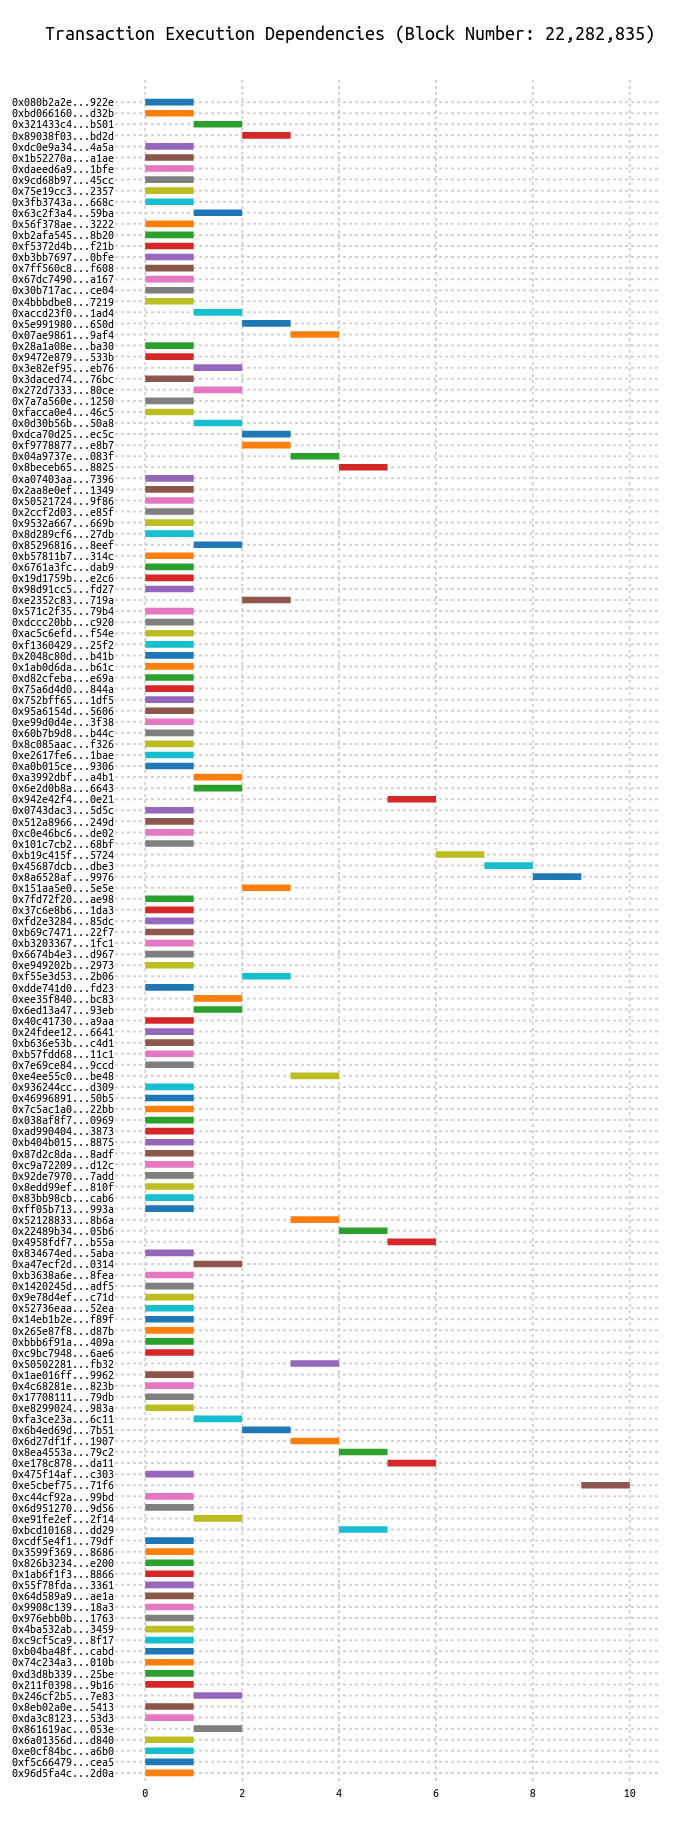 Transaction Execution Dependencies (Block Number: 22,282,835)
0x080b2a2e...922e
0xbd066160...d32b
0x321433c4...b501
0x89038f03...bd2d
0xdc0e9a34...4a5a
0x1b52270a...a1ae
0xdaeed6a9...1bfe
0x9cd68b97...45cc
0x75e19cc3...2357
0x3fb3743a...668c
0x63c2f3a4...59ba
0x56f378ae...3222
0xb2afa545...8b20
0xf5372d4b...f21b
0xb3bb7697...0bfe
0x7ff560c8...f608
0x67dc7490...a167
0x30b717ac...ce04
0x4bbbdbe8...7219
0xaccd23f0...1ad4
0x5e991980...650d
0x07ae9861...9af4
0x28a1a08e...ba30
0x9472e879...533b
0x3e82ef95...eb76
0x3daced74...76bc
0x272d7333...80ce
0x7a7a560e...1250
0xfacca0e4...46c5
0x0d30b56b...50a8
0xdca70d25...ec5c
0xf9778877...e8b7
0x04a9737e...083f
0x8beceb65...8825
0xa07403aa...7396
0x2aa8e0ef...1349
0x50521724...9f86
0x2ccf2d03...e85f
0x9532a667...669b
0x8d289cf6...27db
0x85296816...8eef
0xb57811b7...314c
0x6761a3fc...dab9
0x19d1759b...e2c6
0x98d91cc5...fd27
0xe2352c83...719a
0x571c2f35...79b4
0xdccc20bb...c920
0xac5c6efd...f54e
0xf1360429...25f2
0x2048c80d...b41b
0x1ab0d6da...b61c
0xd82cfeba...e69a
0x75a6d4d0...844a
0x752bff65...1df5
0x95a6154d...5606
0xe99d0d4e...3f38
0x60b7b9d8...b44c
0x8c085aac...f326
0xe2617fe6...1bae
0xa0b015ce...9306
0xa3992dbf...a4b1
0x6e2d0b8a...6643
0x942e42f4...0e21
0x0743dac3...5d5c
0x512a8966...249d
0xc0e46bc6...de02
0x101c7cb2...68bf
0xb19c415f...5724
0x45687dcb...dbe3
0x8a6528af...9976
0x151aa5e0...5e5e
0x7fd72f20...ae98
0x37c6e8b6...1da3
0xfd2e3284...85dc
0xb69c7471...22f7
0xb3203367...1fc1
0x6674b4e3...d967
0xe949202b...2973
0xf55e3d53...2b06
0xdde741d0...fd23
0xee35f840...bc83
0x6ed13a47...93eb
0x40c41730...a9aa
0x24fdee12...6641
0xb636e53b...c4d1
0xb57fdd68...11c1
0x7e69ce84...9ccd
0xe4ee55c0...be48
0x936244cc...d309
0x46996891...50b5
0x7c5ac1a0...22bb
0x038af8f7...0969
0xad990404...3873
0xb404b015...8875
0x87d2c8da...8adf
0xc9a72209...d12c
0x92de7970...7add
0x8edd99ef...810f
0x83bb98cb...cab6
0xff05b713...993a
0x52128833...8b6a
0x22489b34...05b6
0x4958fdf7...b55a
0x834674ed...5aba
0xa47ecf2d...0314
0xb3638a6e...8fea
0x1420245d...adf5
0x9e78d4ef...c71d
0x52736eaa...52ea
0x14eb1b2e...f89f
0x265e87f8...d87b
0xbbb6f91a...409a
0xc9bc7948...6ae6
0x50502281...fb32
0x1ae016ff...9962
0x4c68281e...823b
0x17708111...79db
0xe8299024...983a
0xfa3ce23a...6c11
0x6b4ed69d...7b51
0x6d27df1f...1907
0x8ea4553a...79c2
0xe178c878...da11
0x475f14af...c303
0xe5cbef75...71f6
0xc44cf92a...99bd
0x6d951270...9d56
0xe91fe2ef...2f14
0xbcd10168...dd29
0xcdf5e4f1...79df
0x3599f369...8686
0x826b3234...e200
0x1ab6f1f3...8866
0x55f78fda...3361
0x64d589a9...ae1a
0x9908c139...18a3
0x976ebb0b...1763
0x4ba532ab...3459
0xc9cf5ca9...8f17
0xb04ba48f...cabd
0x74c234a3...010b
0xd3d8b339...25be
0x211f0398...9b16
0x246cf2b5...7e83
0x8eb02a0e...5413
0xda3c8123...53d3
0x861619ac...053e
0x6a01356d...d840
0xe0cf84bc...a6b0
0xf5c66479...cea5
0x96d5fa4c...2d0a
0 2 4 6 8 10